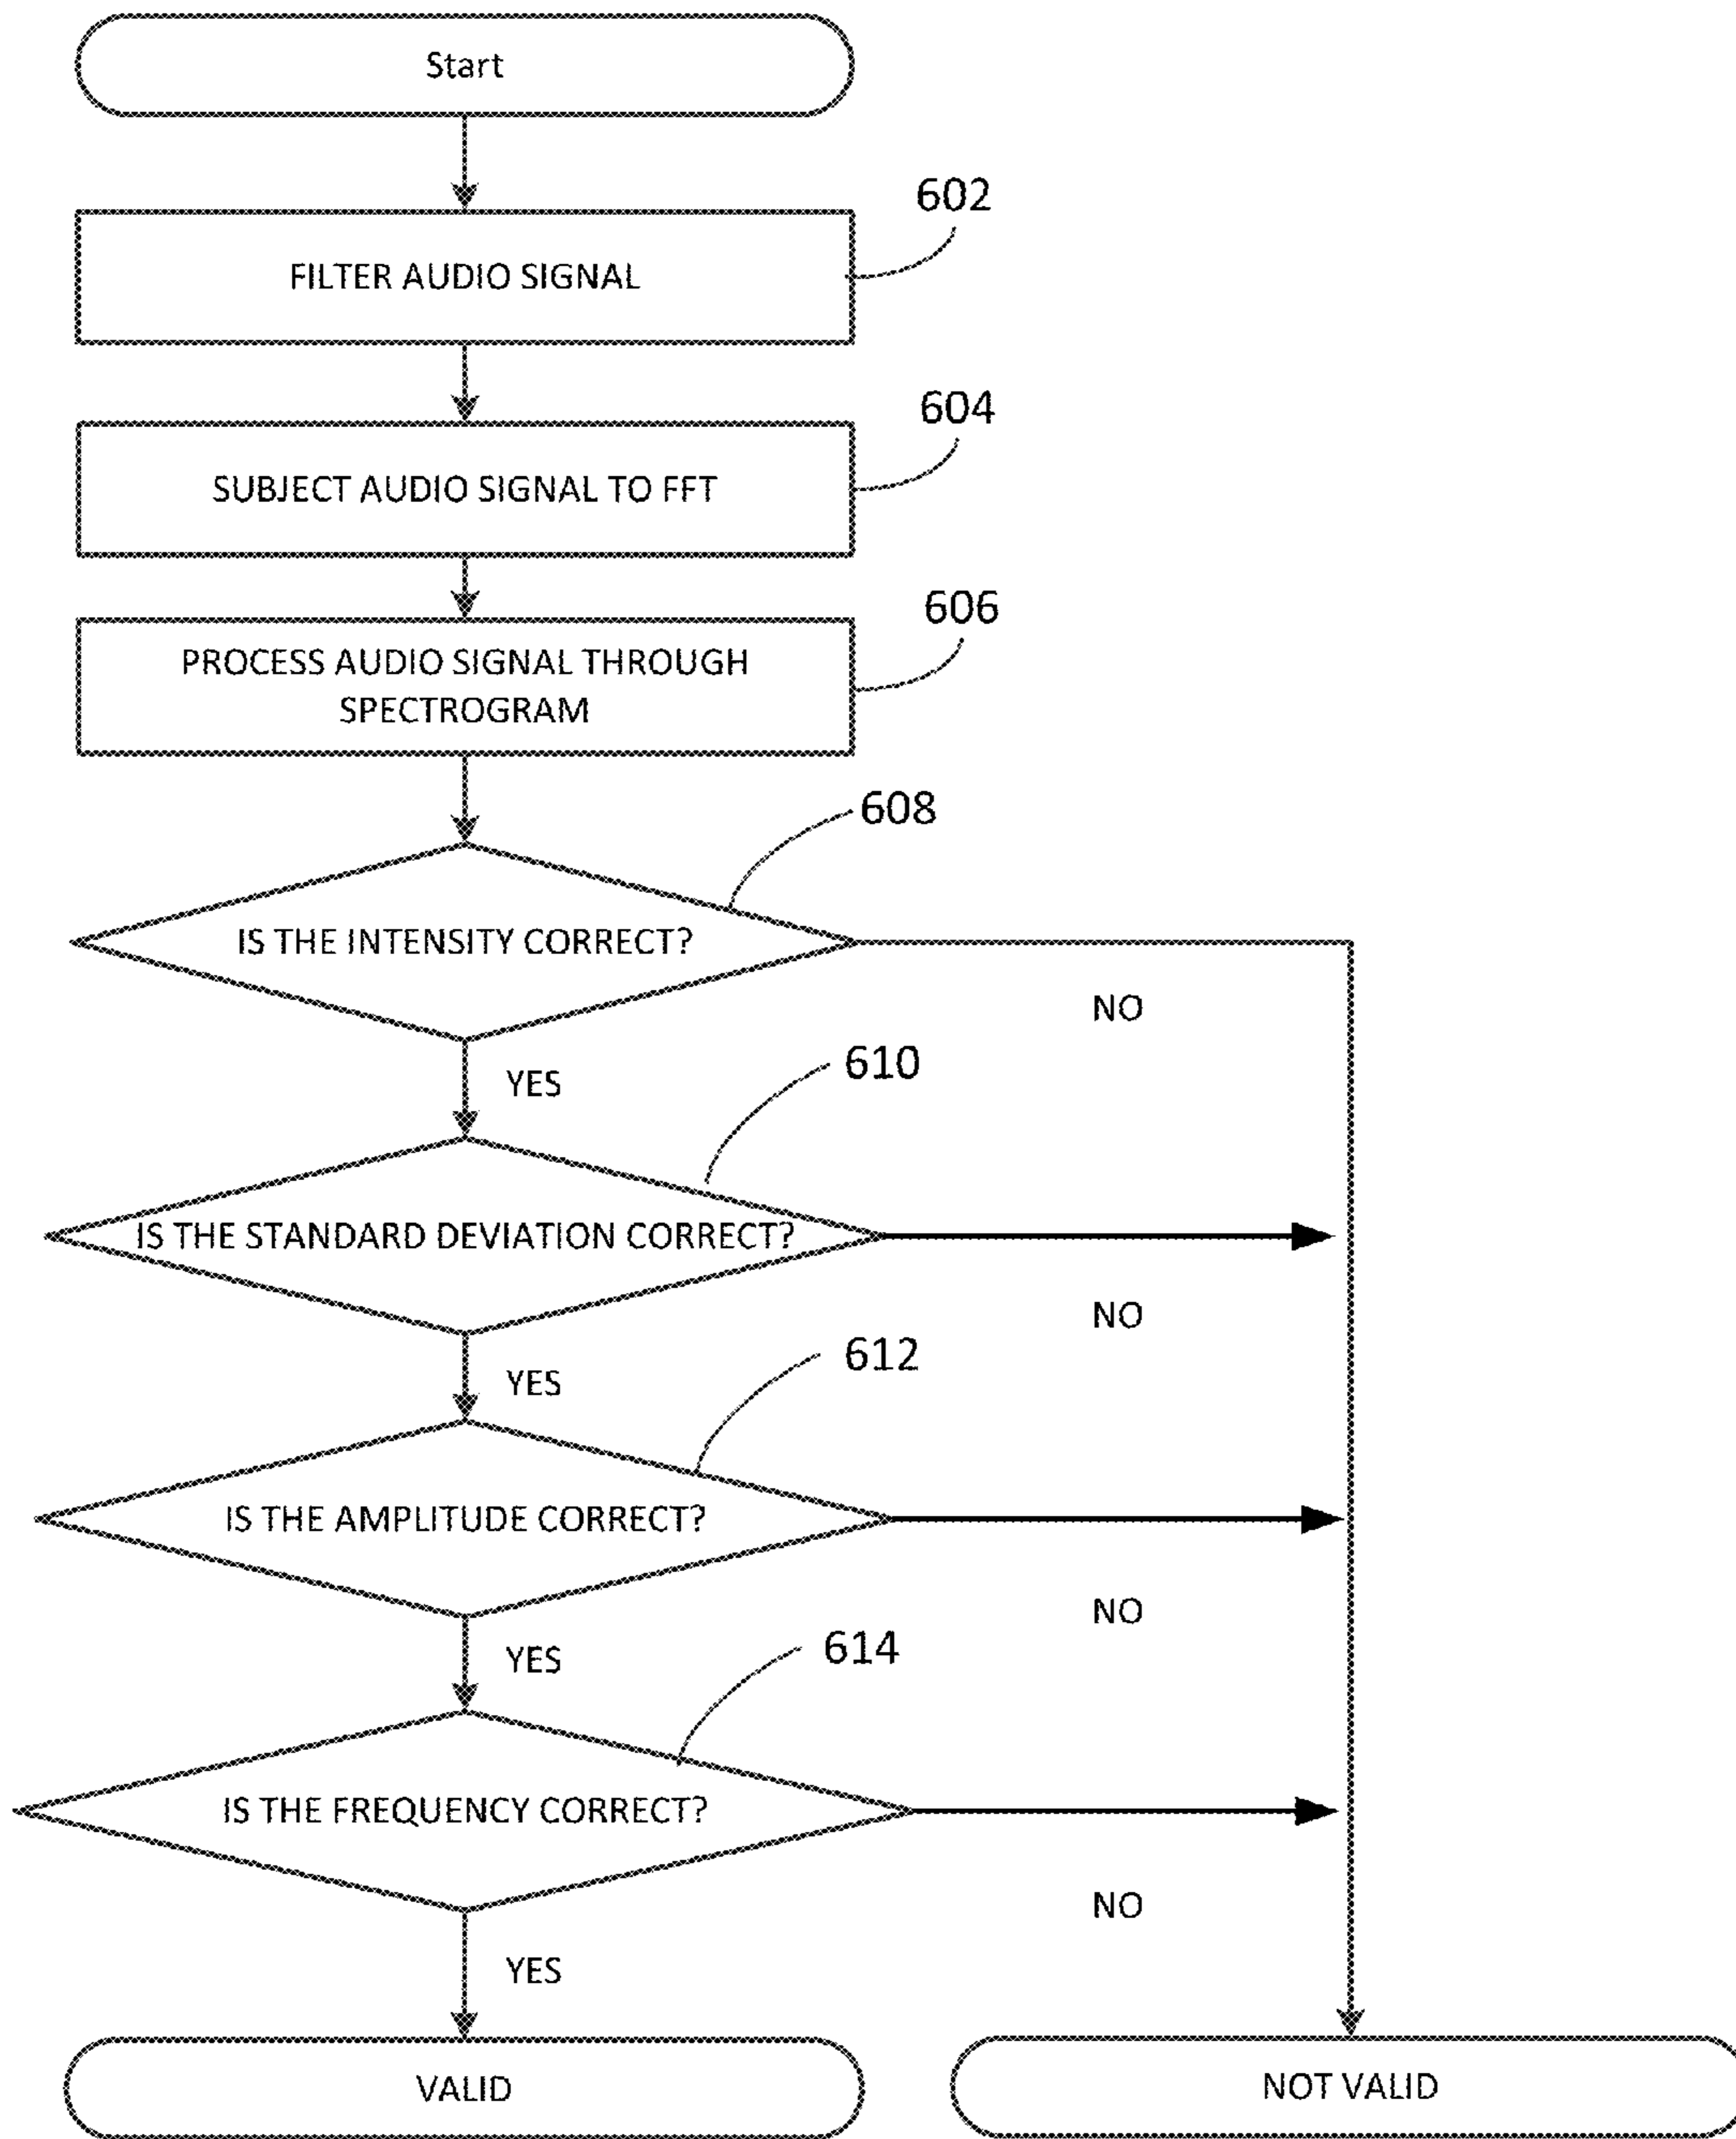 Start
602
FILTER AUDIO SIGNAL
604
SUBJECT AUDIO SIGNAL TO FFT
606
PROCESS AUDIO SIGNAL THROUGH
SPECTROGRAM
608
IS THE INTENSITY CORRECT?
NO
YES
610
IS THE STANDARD DEVIATION CORRECT?
NO
YES
612
IS THE AMPLITUDE CORRECT?
NO
YES
614
IS THE FREQUENCY CORRECT?
NO
YES
VALID
NOT VALID